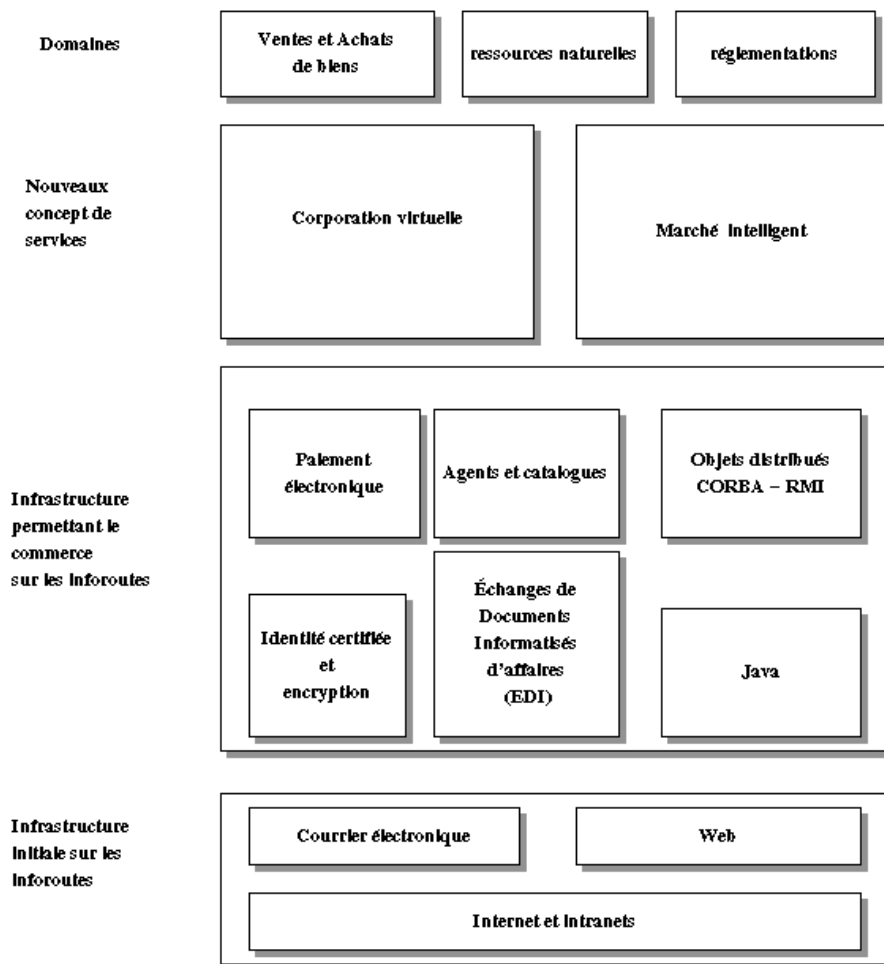 Domaines
Ventes et Achats
de biens
ressources naturelles
réglementations
Nouveaux
concept de
services
Corporation virtuelle
Marché intelligent
Infrastructure
permettant le
commerce
sur les inforoutes
Paiement
électronique
Agents et catalogues
Objets distribués
CORBA – RMI
Identité certifiée
et
encryption
Échanges de
Documents
Informatisés
d'affaires
(EDI)
Java
Infrastructure
initiale sur les
inforoutes
Courrier électronique
Web
Internet et intranets